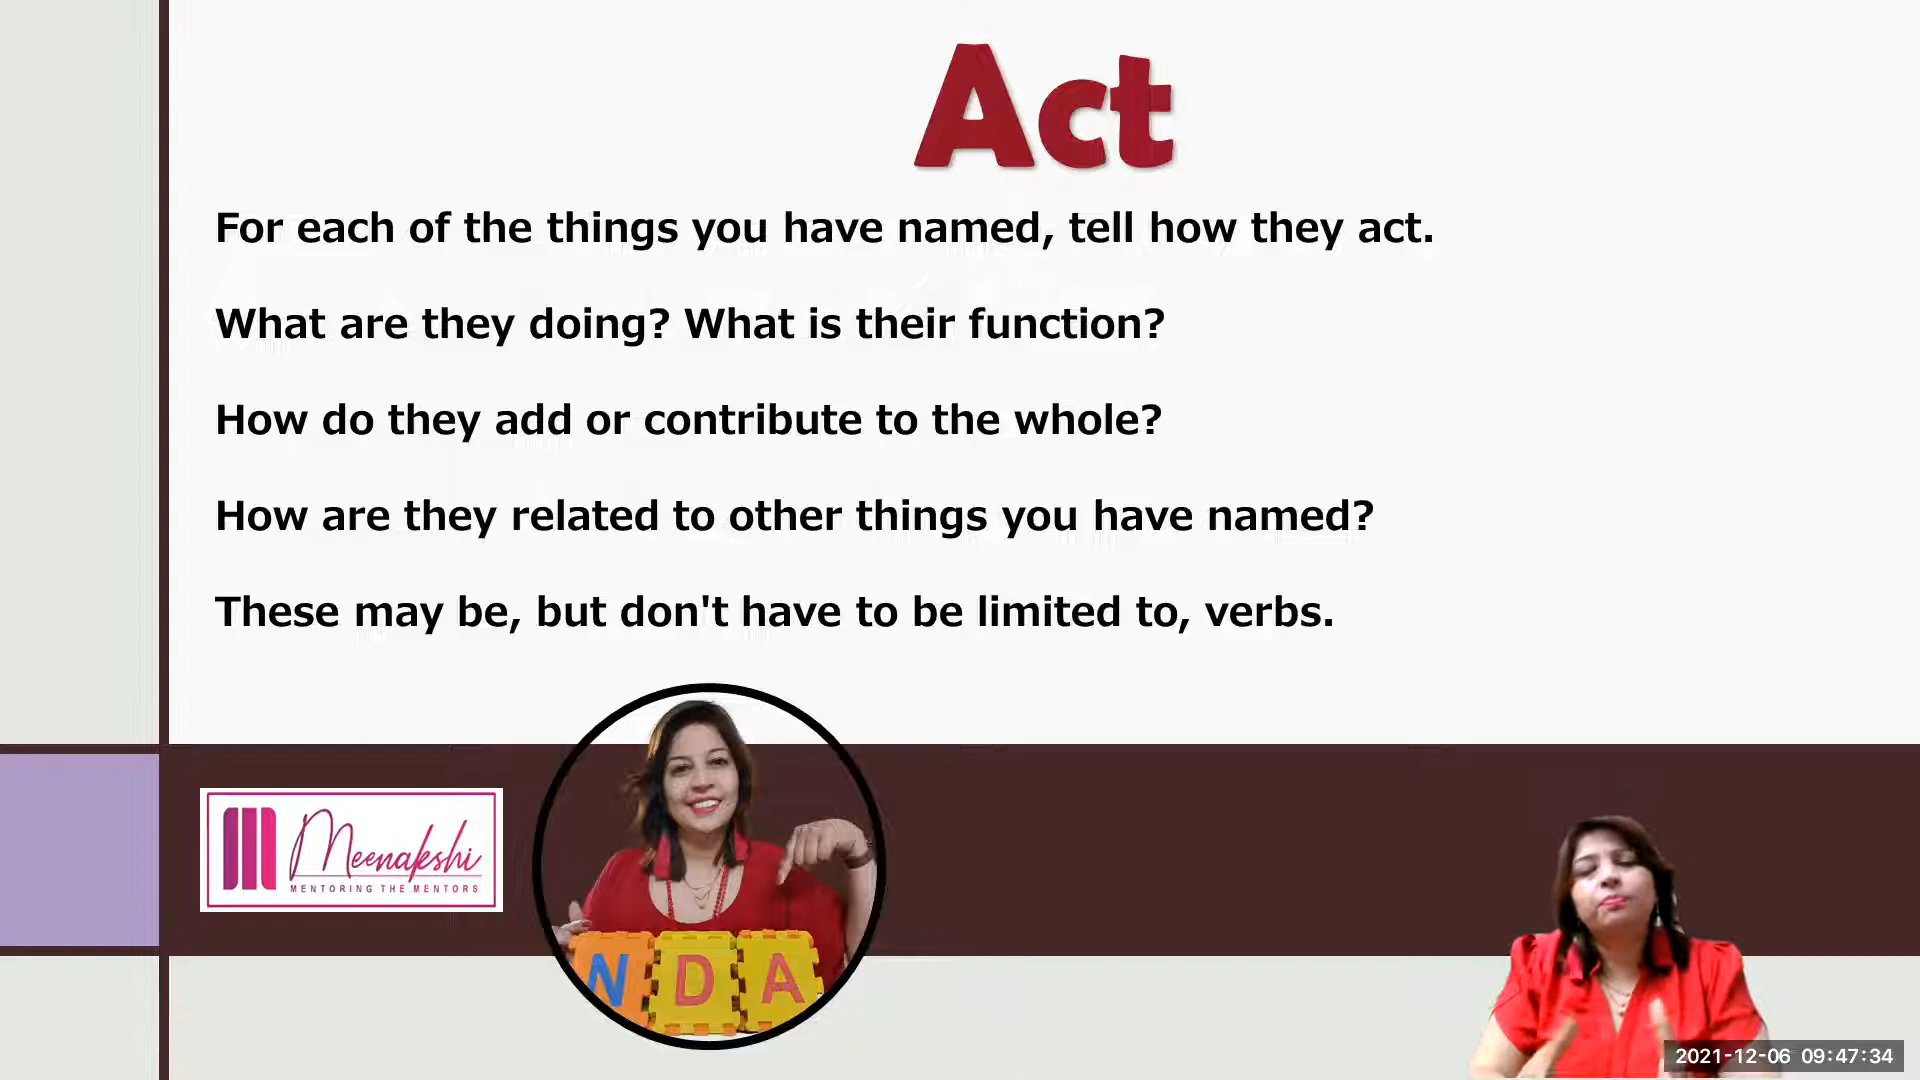 Act
For each of the things you have named, tell how they act.
What are they doing? What is their function?
How do they add or contribute to the whole?
How are they related to other things you have named?
These may be, but don't have to be limited to, verbs.
Meenakshi
MENTORING THE MENTORS
N D A
2021-12-06 09:47:34